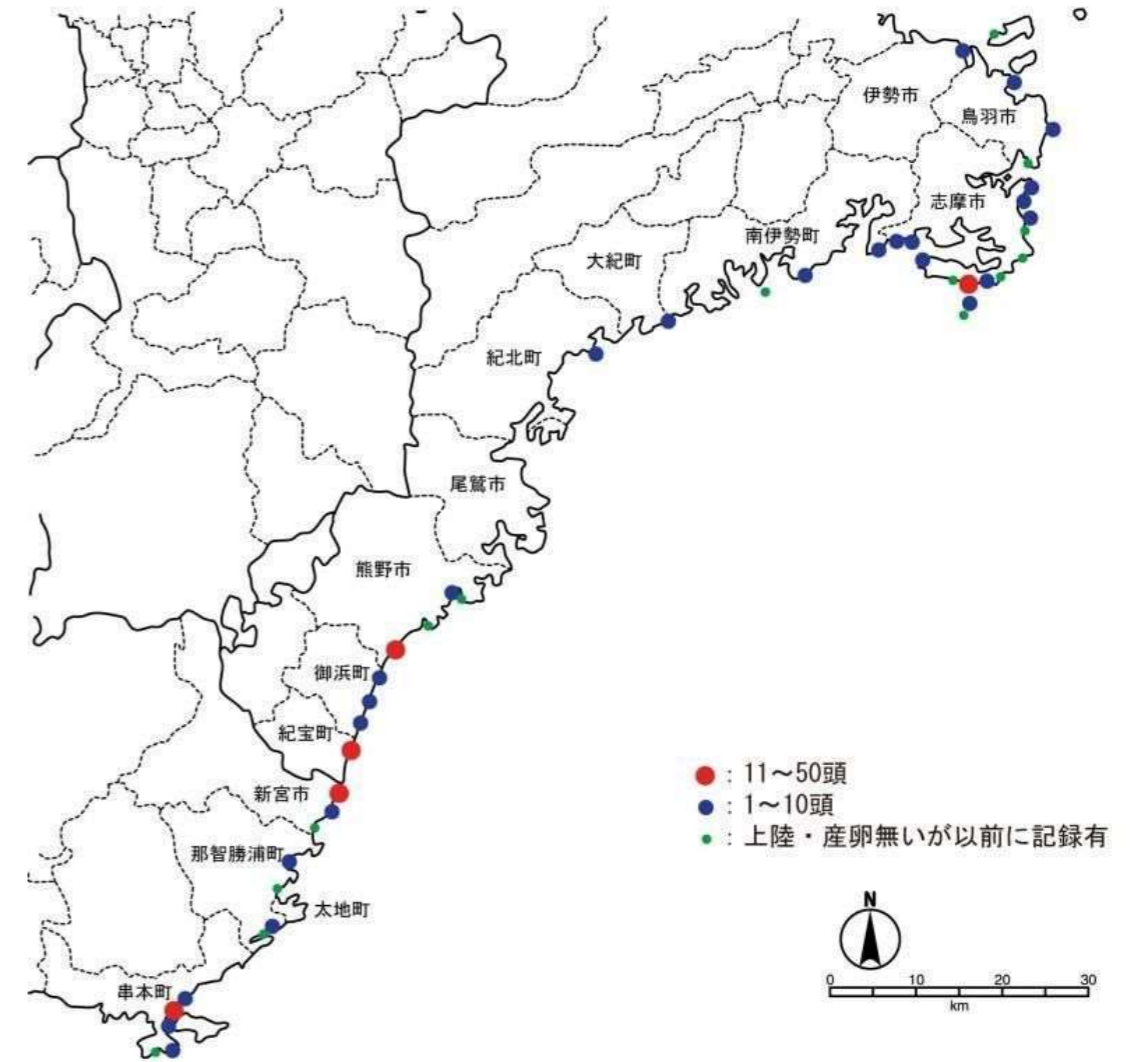 伊勢市
鳥羽市
志摩市
南伊勢町
大紀町
紀北町
尾鷲市
熊野市
御浜町
紀宝町
新宮市
那智勝浦町
太地町
串本町
: 11～50頭
: 1～10頭
: 上陸・産卵無いが以前に記録有
N
0 10 20 30
km